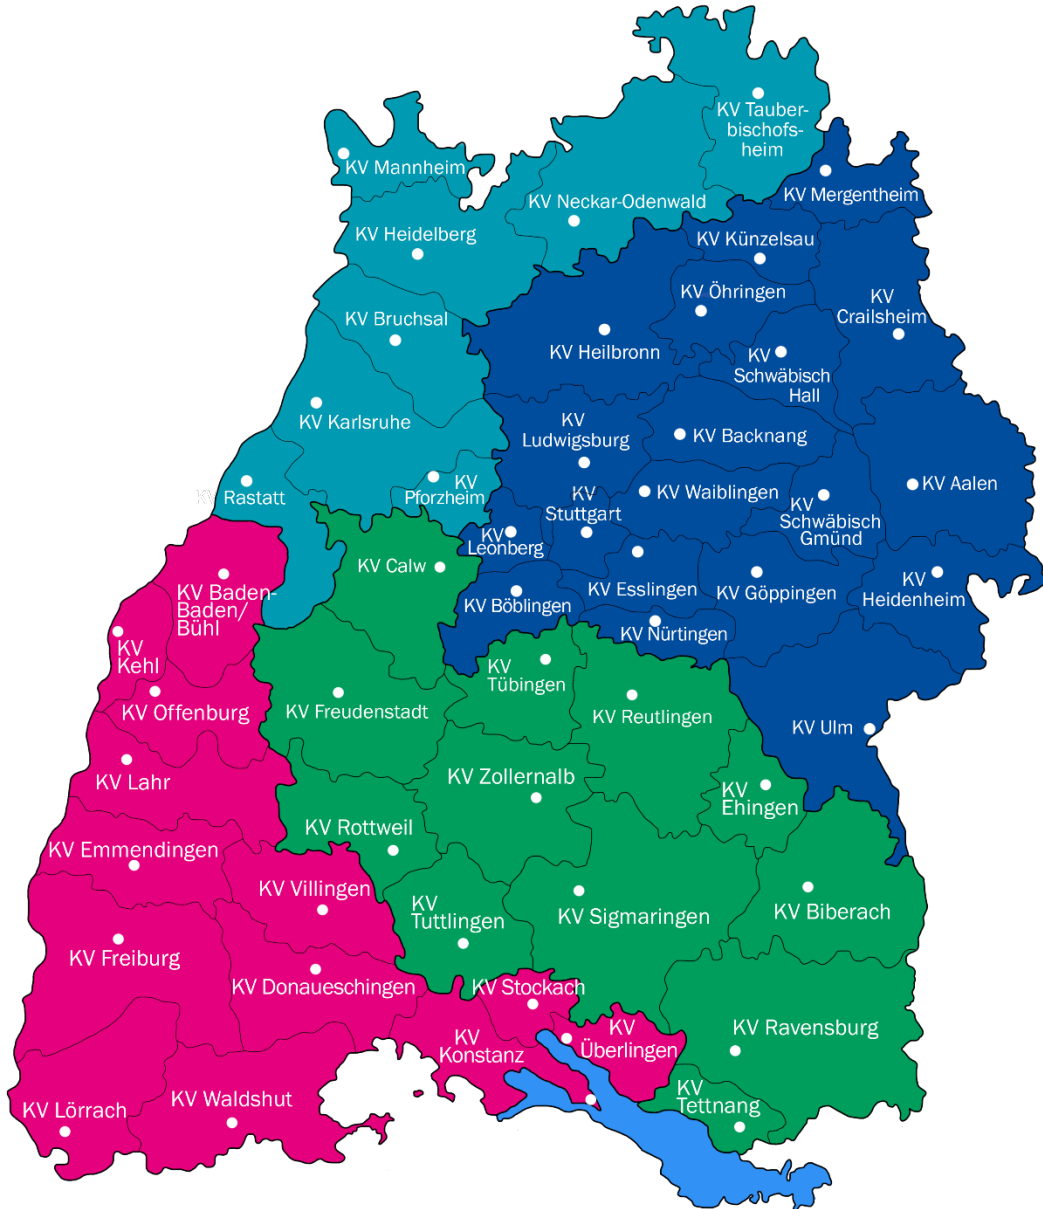 KV Tauber-
bischofs-
heim
KV Mannheim
KV Mergentheim
KV Neckar-Odenwald
KV Heidelberg
KV Künzelsau
KV Öhringen
KV
Crailsheim
KV Bruchsal
KV Heilbronn
KV
Schwäbisch
Hall
KV Karlsruhe
KV
Ludwigsburg
KV Backnang
KV
Pforzheim
KV Rastatt
KV
Stuttgart
KV Waiblingen
KV
Schwäbisch
Gmünd
KV Aalen
KV
Leonberg
KV Calw
KV Baden-
Baden/
Bühl
KV Böblingen
KV Esslingen
KV Göppingen
KV
Heidenheim
KV Nürtingen
KV
Kehl
KV
Tübingen
KV Offenburg
KV Freudenstadt
KV Reutlingen
KV Ulm
KV Lahr
KV Zollernalb
KV
Ehingen
KV Rottweil
KV Emmendingen
KV Villingen
KV
Tuttlingen
KV Sigmaringen
KV Biberach
KV Freiburg
KV Donaueschingen
KV Stockach
KV
Konstanz
KV
Überlingen
KV Ravensburg
KV Lörrach
KV Waldshut
KV
Tettnang